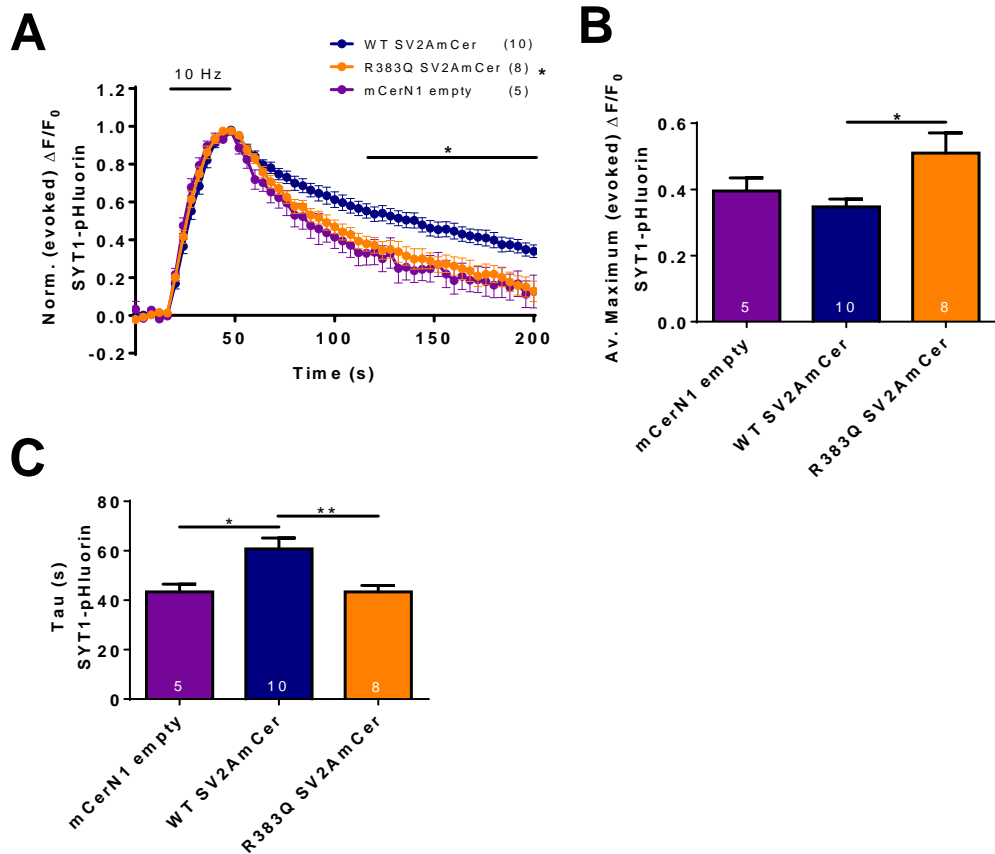 A
WT SV2AmCer (10)
R383Q SV2AmCer (8) *
mCerN1 empty (5)
10 Hz
*
Norm. (evoked) ΔF/F0
SYT1-pHluorin
1.2
1.0
0.8
0.6
0.4
0.2
0.0
-0.2
50
100
150
200
Time (s)
B
Av. Maximum (evoked) ΔF/F0
SYT1-pHluorin
0.6
0.4
0.2
0.0
*
5
10
8
mCerN1 empty
WT SV2AmCer
R383Q SV2AmCer
C
Tau (s)
SYT1-pHluorin
80
60
40
20
0
*
**
5
10
8
mCerN1 empty
WT SV2AmCer
R383Q SV2AmCer